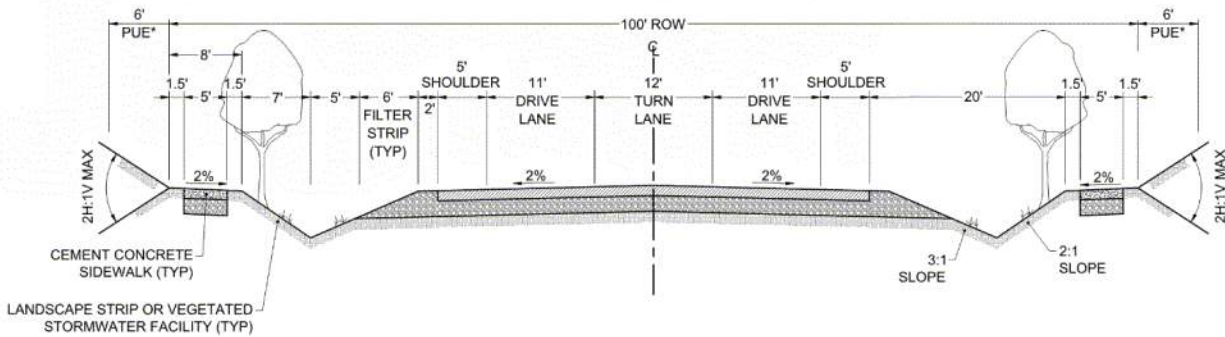 6'
PUE*
100' ROW
6'
PUE*
8'
CL
1.5'
5'
1.5'
7'
5'
6'
FILTER
STRIP
(TYP)
2'
5'
SHOULDER
11'
DRIVE
LANE
12'
TURN
LANE
11'
DRIVE
LANE
5'
SHOULDER
20'
1.5'
5'
1.5'
2H:1V MAX
2%
2%
2%
2%
2H:1V MAX
CEMENT CONCRETE
SIDEWALK (TYP)
LANDSCAPE STRIP OR VEGETATED
STORMWATER FACILITY (TYP)
3:1
SLOPE
2:1
SLOPE